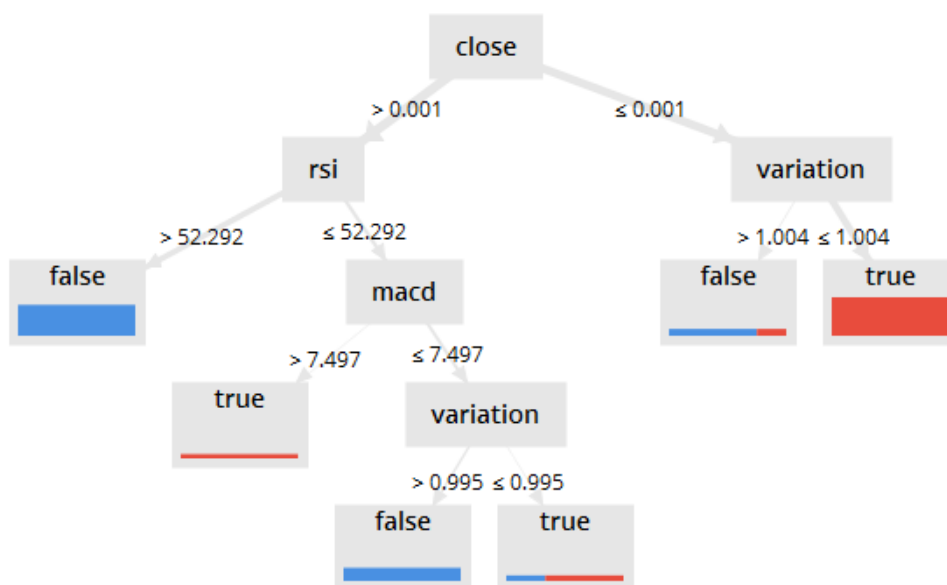 close
> 0.001
≤ 0.001
rsi
variation
> 52.292
≤ 52.292
> 1.004
≤ 1.004
false
macd
false
true
> 7.497
≤ 7.497
true
variation
> 0.995
≤ 0.995
false
true